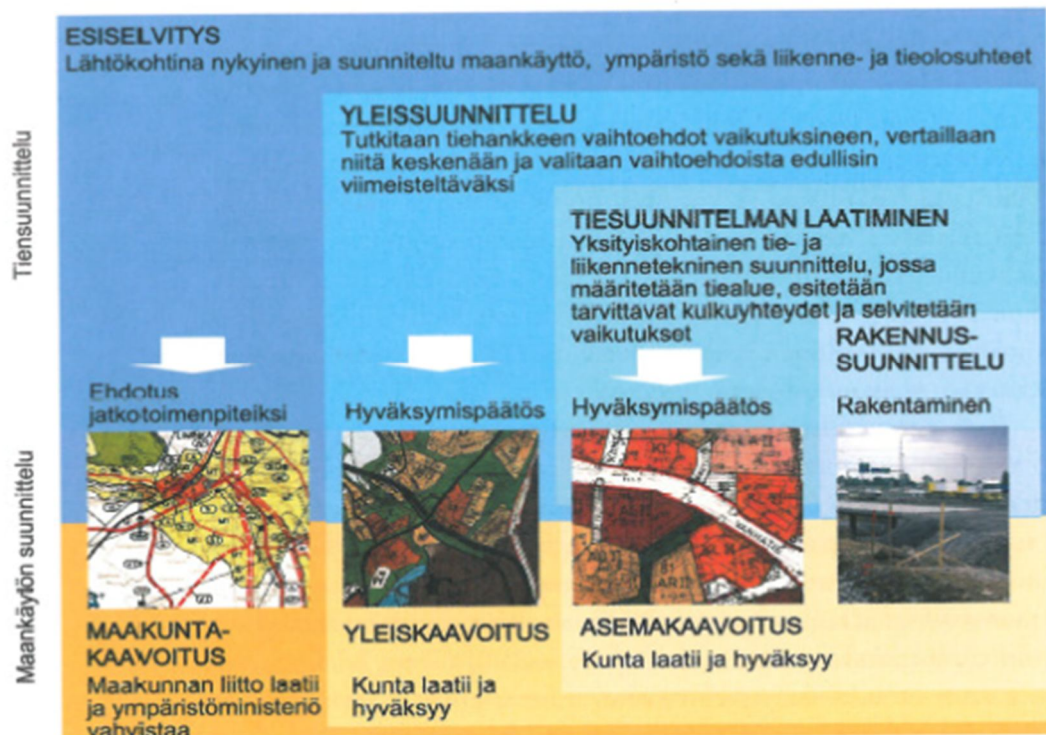 ESISELVITYS
Lähtökohtina nykyinen ja suunniteltu maankäyttö, ympäristö sekä liikenne- ja tieolosuhteet
YLEISSUUNNITTELU
Tutkitaan tiehankkeen vaihtoehdot vaikutuksineen, vertaillaan
niitä keskenään ja valitaan vaihtoehdoista edullisin
viimeisteltäväksi
TIESUUNNITELMAN LAATIMINEN
Yksityiskohtainen tie- ja
liikennetekninen suunnittelu, jossa
määritetään tiealue, esitetään
tarvittavat kulkuyhteydet ja selvitetään
vaikutukset
RAKENNUS-
SUUNNITTELU
Tiensuunnittelu
Ehdotus
jatkotoimenpiteiksi
Hyväksymispäätös
Hyväksymispäätös
Rakentaminen
VANHATIE
Maankäylön suunnittelu
MAAKUNTA-
KAAVOITUS
Maakunnan liitto laatii
ja ympäristöministeriö
vahvistaa
YLEISKAAVOITUS
Kunta laatii ja
hyväksyy
ASEMAKAAVOITUS
Kunta laatii ja hyväksyy